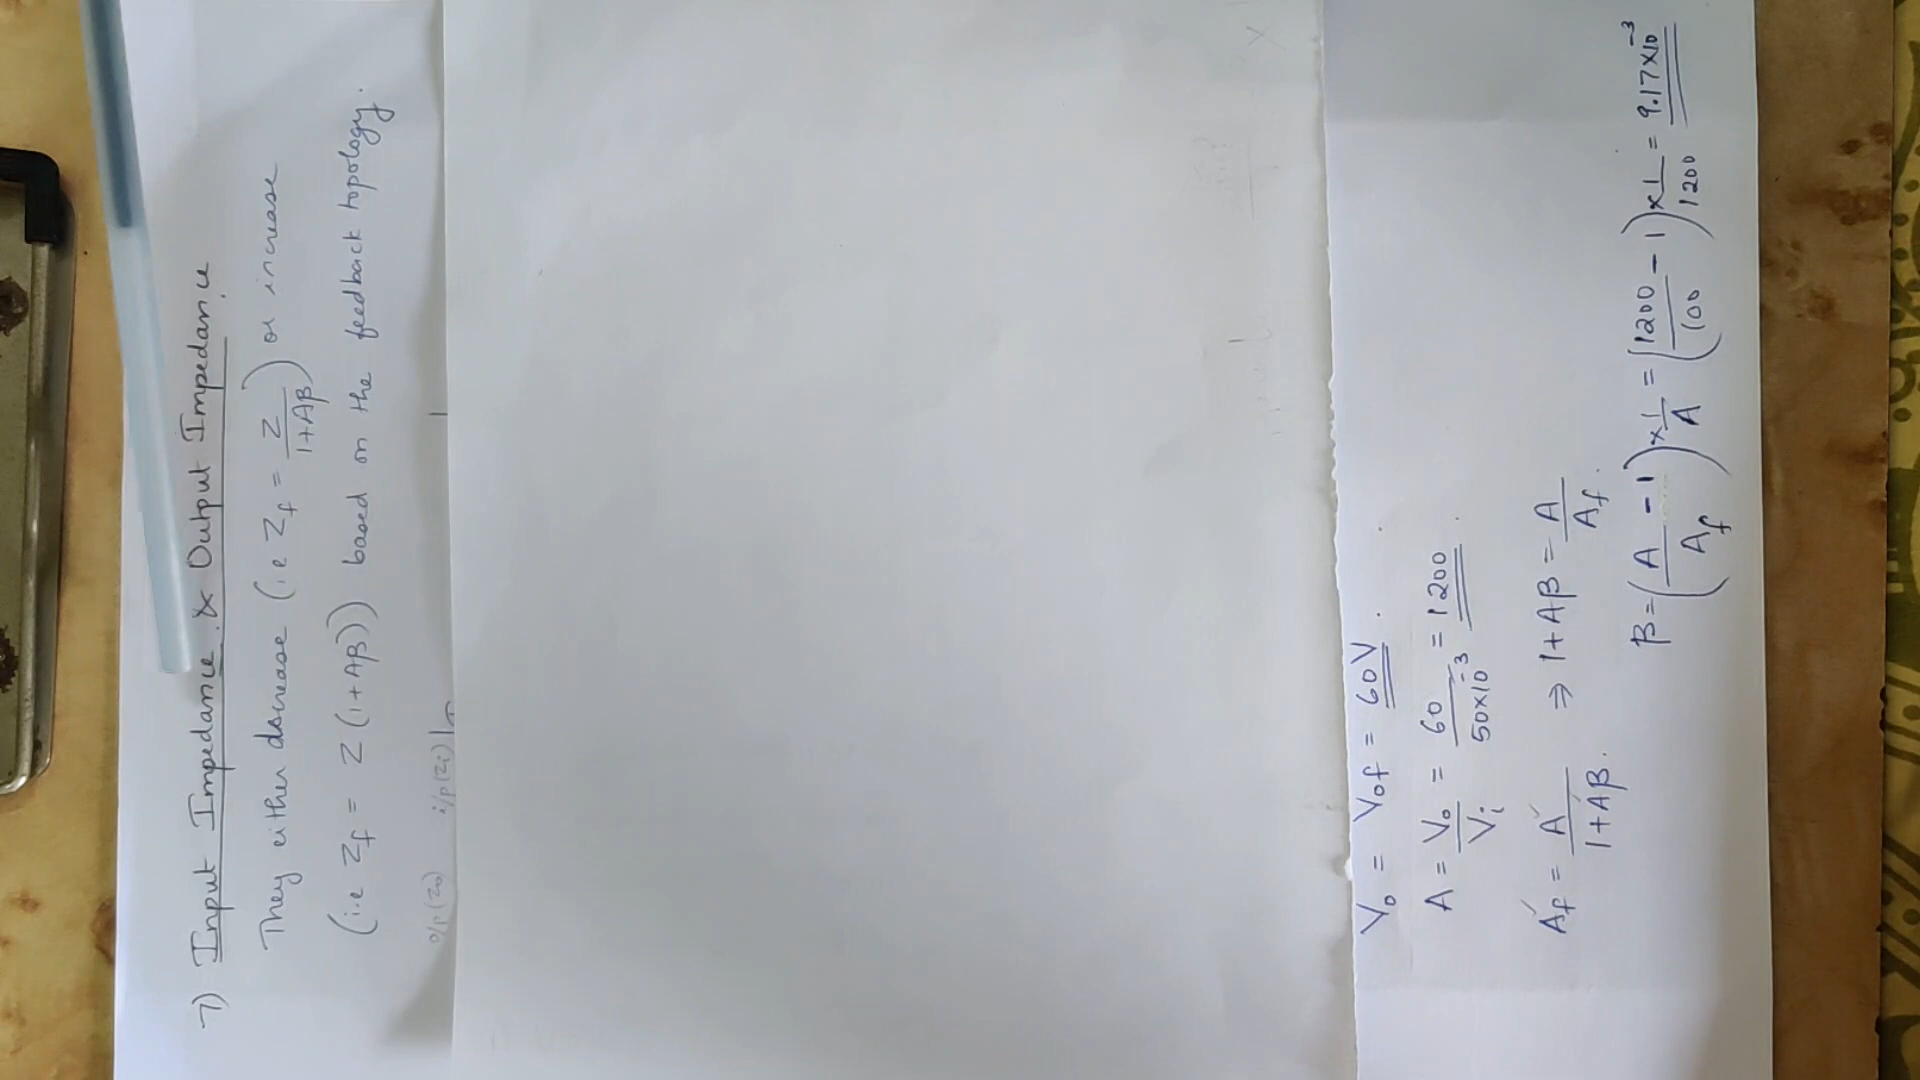 7) Input Impedance & Output Impedance.
They either decrease (i.e Zf = Z/(1+Aβ)) or increase
(i.e Zf = Z(1+Aβ)) based on the feedback topology.
o/p(Zo) i/p(Zi)
Vo = Vof = 60V.
A = Vo/Vi = 60/(50×10⁻³) = 1200.
Af = A/(1+Aβ). ⇒ 1+Aβ = A/Af.
β = (A/Af - 1) × 1/A = (1200/100 - 1) × 1/1200 = 9.17×10⁻³